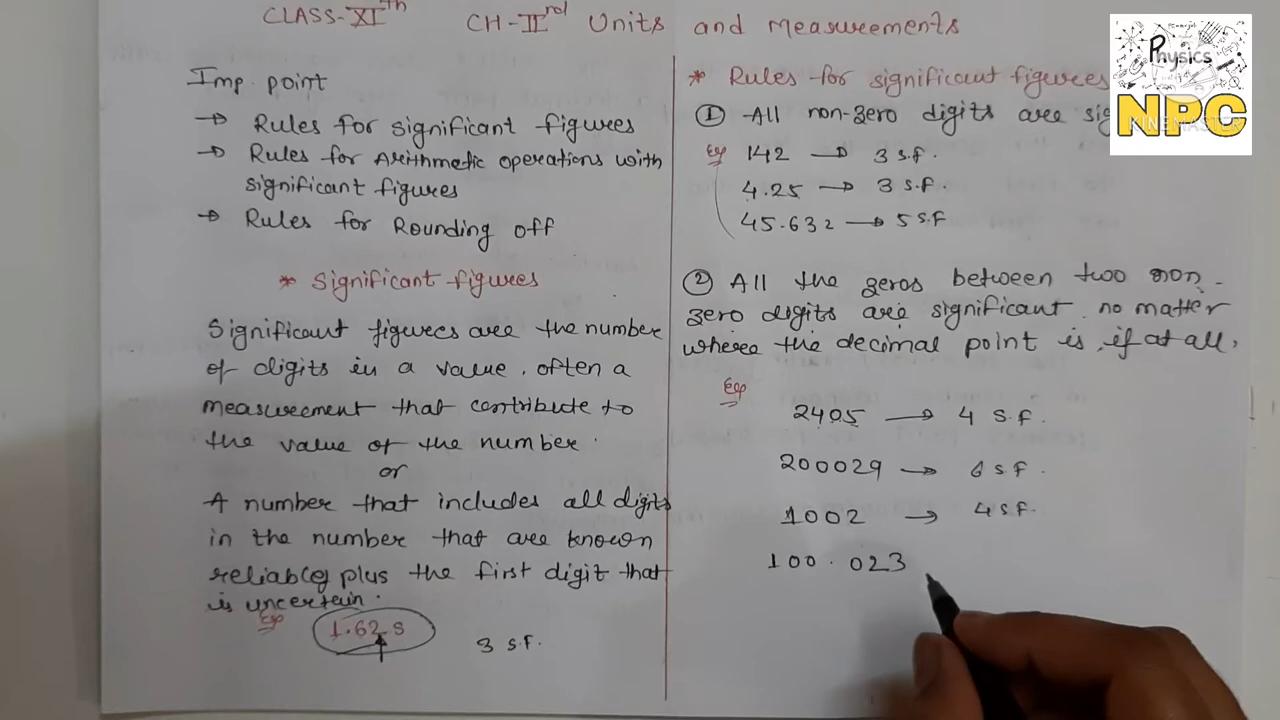 CLASS-XIth CH-IIrd Units and Measurements
Imp. point
→ Rules for significant figures
→ Rules for Arithmetic operations with
significant figures
→ Rules for Rounding off
* Significant figures
Significant figures are the number
of digits in a value, often a
measurement that contribute to
the value of the number.
or
A number that includes all digits
in the number that are known
reliably plus the first digit that
is uncertain.
Exp
1.62 s
3 S.F.
* Rules for significant figures
① All non-zero digits are sig
Exp 142 → 3 S.F.
4.25 → 3 S.F.
45.632 → 5 S.F
② All the zeros between two non-
zero digits are significant no matter
where the decimal point is, if at all.
Exp
2405 → 4 S.F.
200029 → 6 S.F.
1002 → 4 S.F.
100.023
Physics
NPC